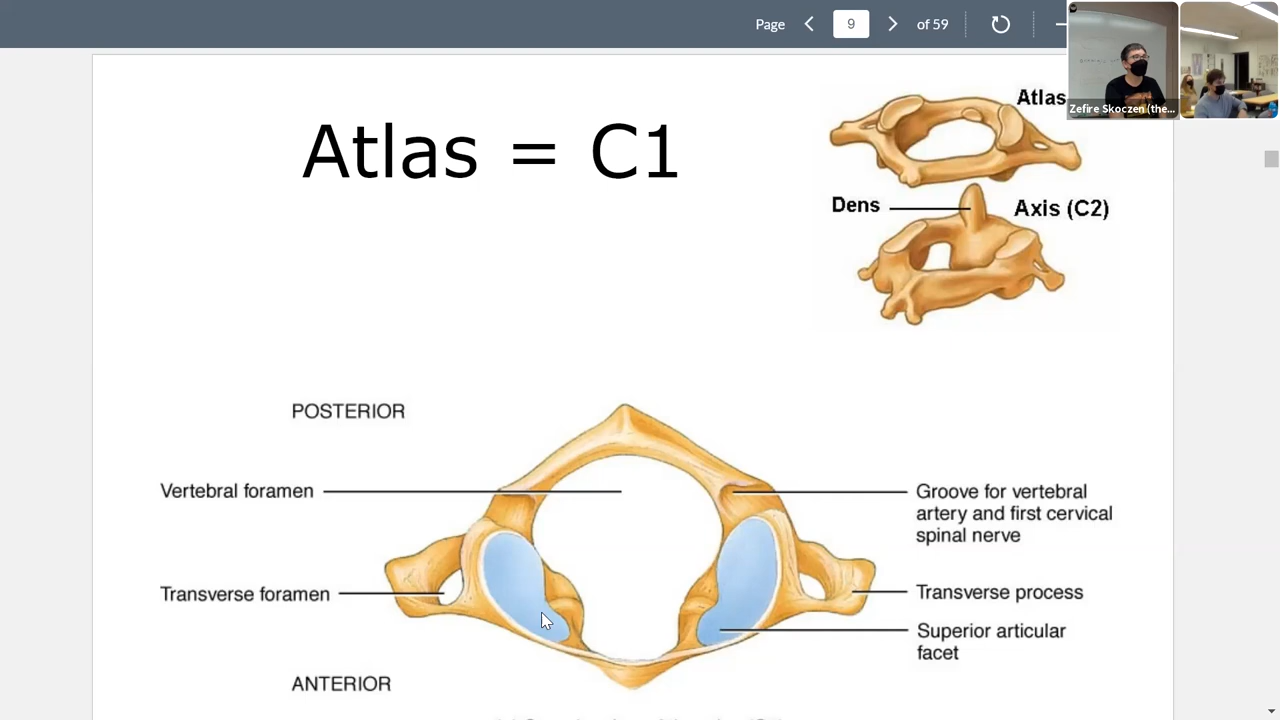 Page 9 of 59
Zefire Skoczen (the...
Atlas = C1
Atlas
Dens
Axis (C2)
POSTERIOR
Vertebral foramen
Groove for vertebral
artery and first cervical
spinal nerve
Transverse foramen
Transverse process
Superior articular
facet
ANTERIOR